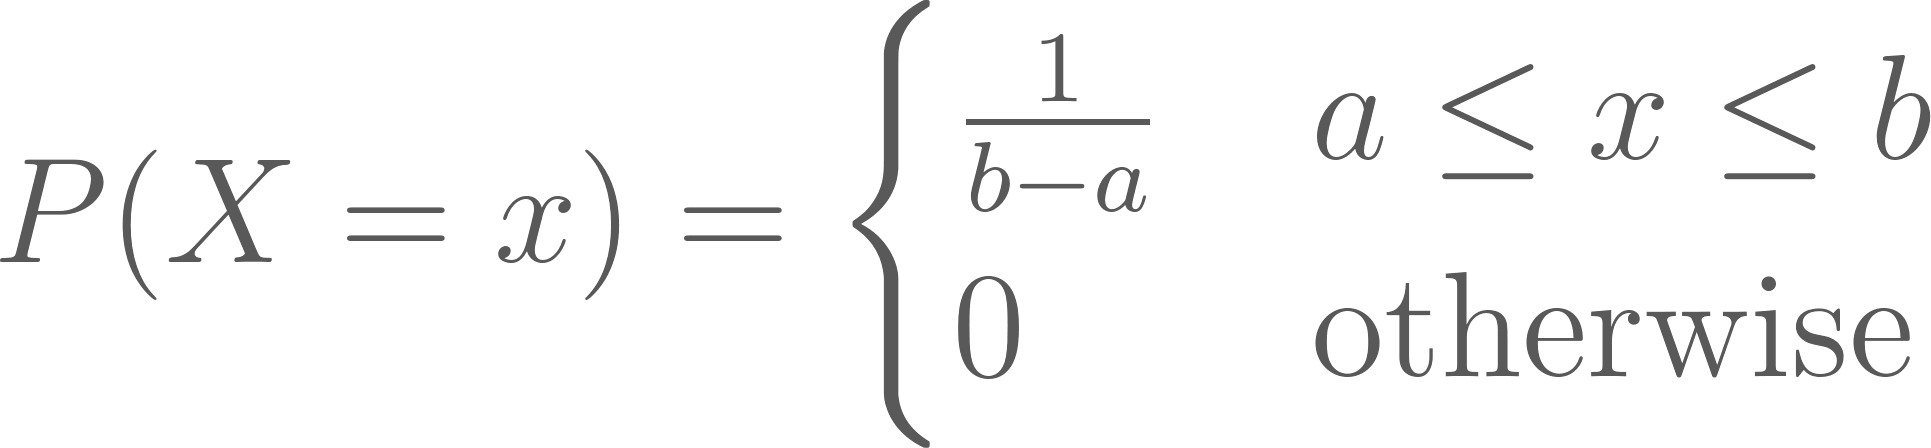 P(X = x) = { 1/(b−a)  a ≤ x ≤ b
0  otherwise